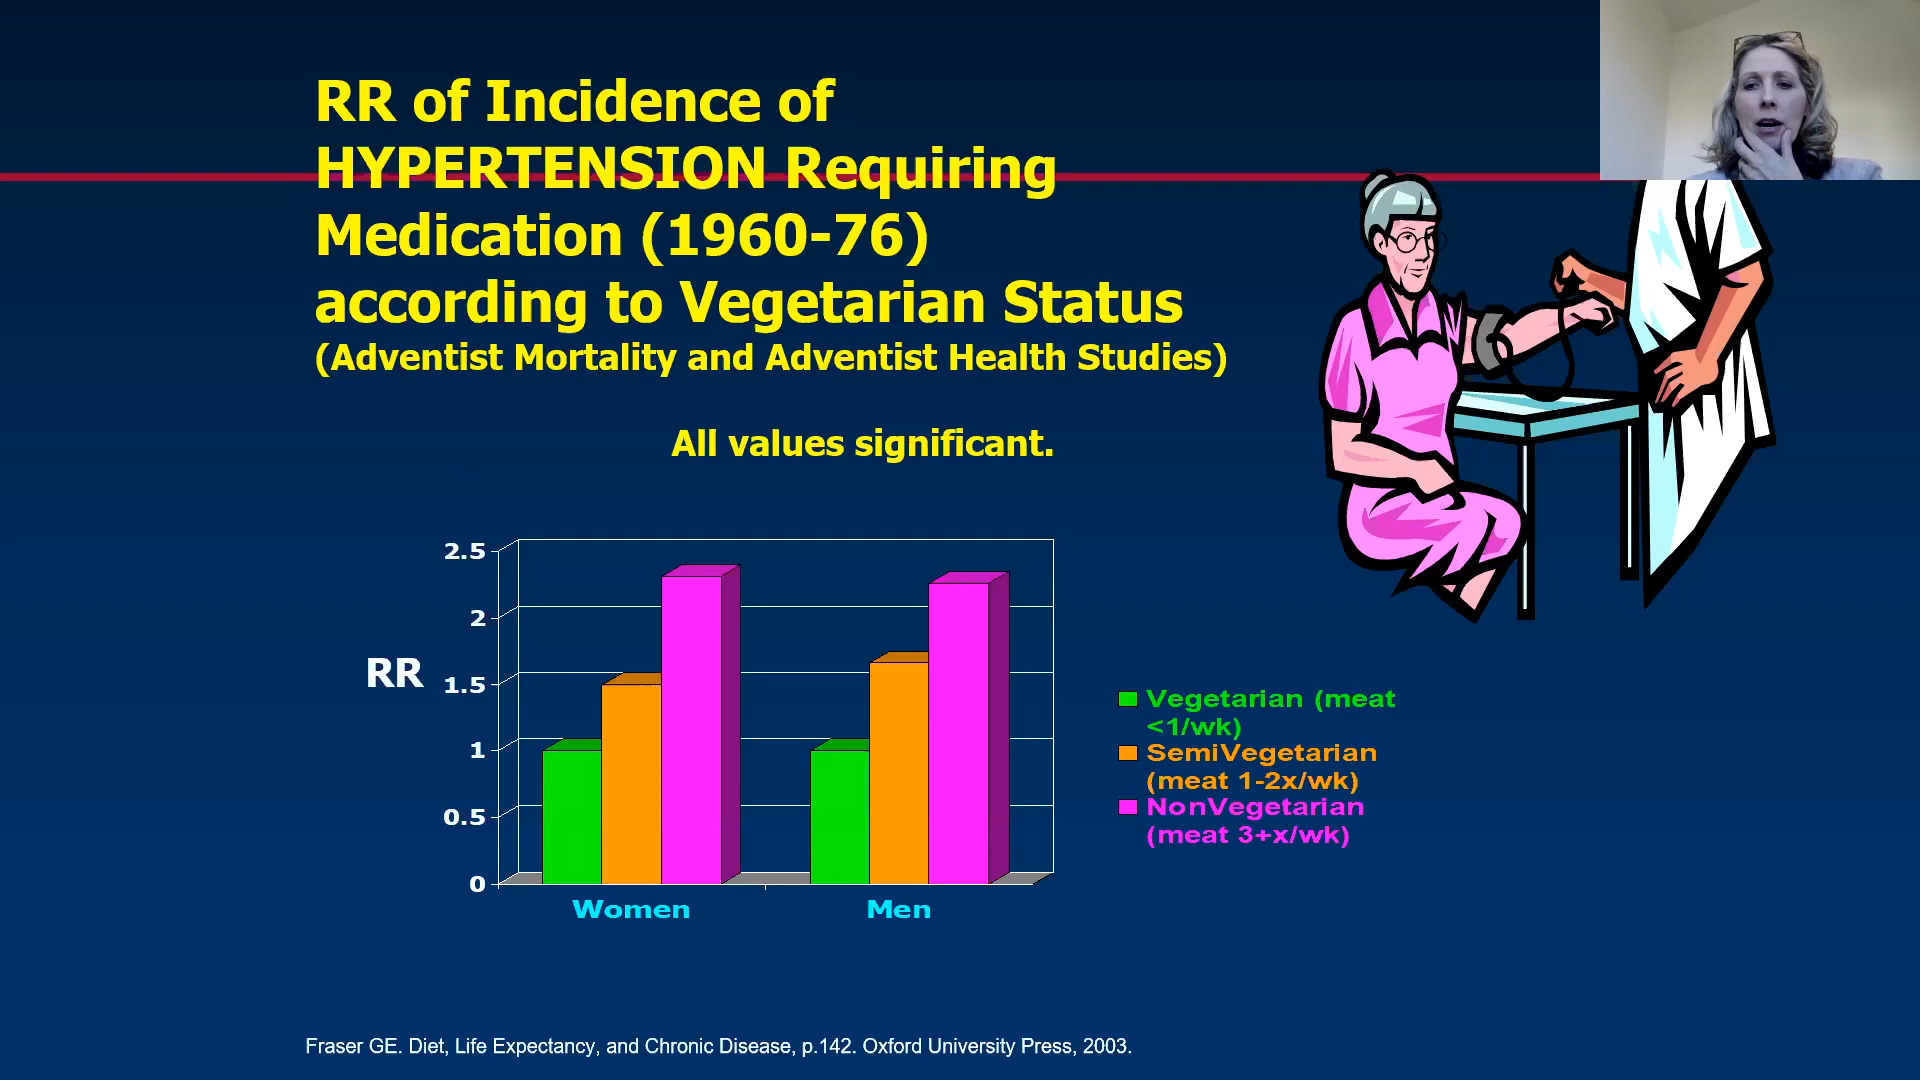 RR of Incidence of
HYPERTENSION Requiring
Medication (1960-76)
according to Vegetarian Status
(Adventist Mortality and Adventist Health Studies)
All values significant.
2.5
2
1.5
1
0.5
0
RR
Women
Men
Vegetarian (meat
<1/wk)
SemiVegetarian
(meat 1-2x/wk)
NonVegetarian
(meat 3+x/wk)
Fraser GE. Diet, Life Expectancy, and Chronic Disease, p.142. Oxford University Press, 2003.